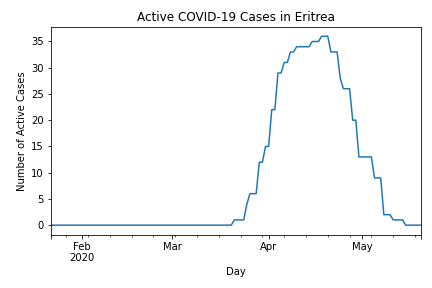 Active COVID-19 Cases in Eritrea
Number of Active Cases
35
30
25
20
15
10
5
0
Feb
2020
Mar
Apr
May
Day